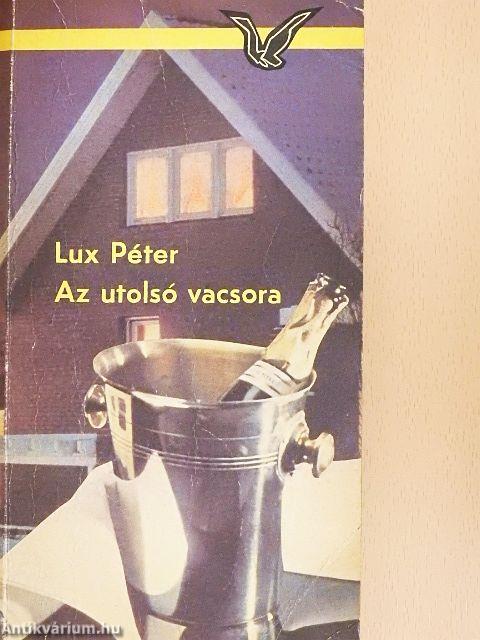 Lux Péter
Az utolsó vacsora
Antikvárium.hu